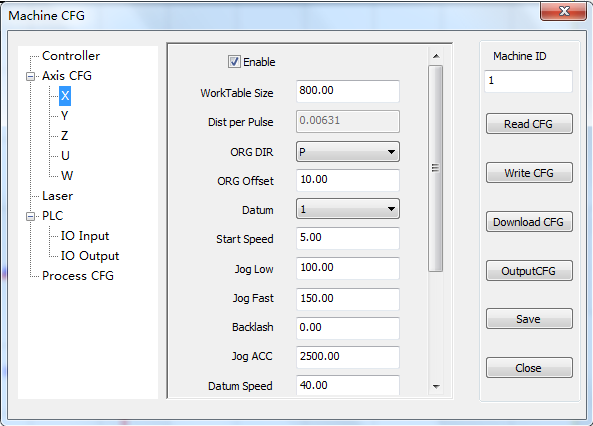 Machine CFG
Controller
Axis CFG
X
Y
Z
U
W
Laser
PLC
IO Input
IO Output
Process CFG
Enable
WorkTable Size 800.00
Dist per Pulse 0.00631
ORG DIR P
ORG Offset 10.00
Datum 1
Start Speed 5.00
Jog Low 100.00
Jog Fast 150.00
Backlash 0.00
Jog ACC 2500.00
Datum Speed 40.00
Machine ID
1
Read CFG
Write CFG
Download CFG
OutputCFG
Save
Close